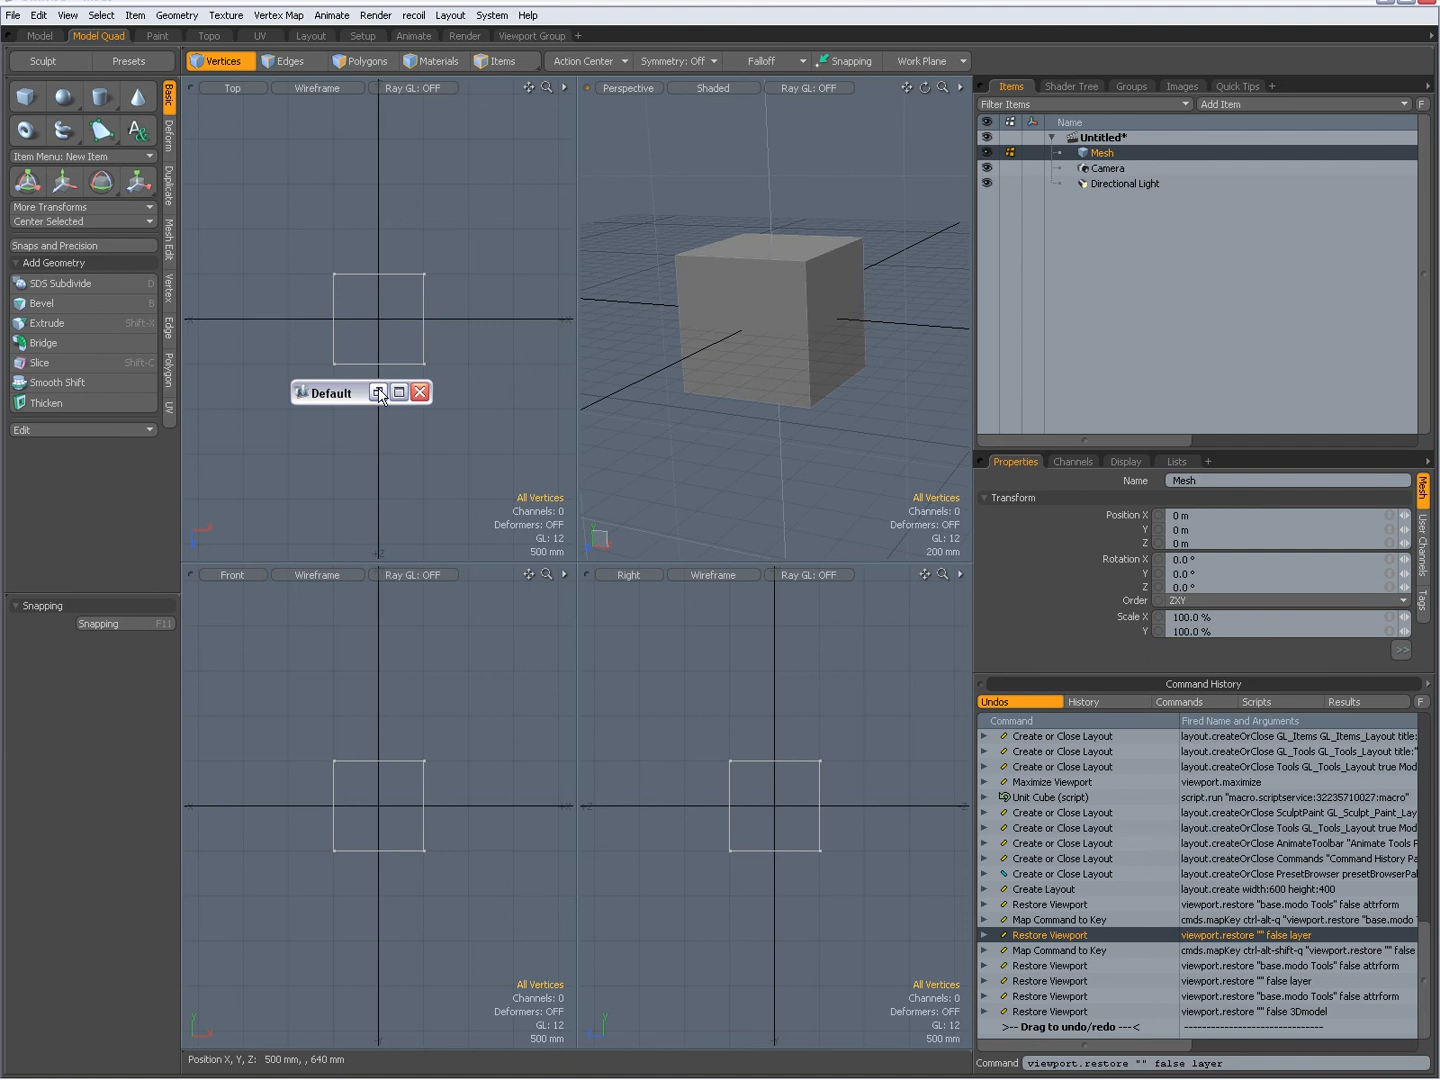 File Edit View Select Item Geometry Texture Vertex Map Animate Render recoil Layout System Help
Model Model Quad Paint Topo UV Layout Setup Animate Render Viewport Group +
Sculpt Presets
Vertices Edges Polygons Materials Items Action Center Symmetry: Off Falloff Snapping Work Plane
Basic
Deform
Duplicate
Mesh Edit
Vertex
Edge
Polygon
UV
Item Menu: New Item
More Transforms
Center Selected
Snaps and Precision
Add Geometry
SDS Subdivide D
Bevel B
Extrude Shift-X
Bridge
Slice Shift-C
Smooth Shift
Thicken
Edit
Snapping
Snapping F11
Top Wireframe Ray GL: OFF
Default
All Vertices
Channels: 0
Deformers: OFF
GL: 12
500 mm
Perspective Shaded Ray GL: OFF
All Vertices
Channels: 0
Deformers: OFF
GL: 12
200 mm
Front Wireframe Ray GL: OFF
All Vertices
Channels: 0
Deformers: OFF
GL: 12
500 mm
Right Wireframe Ray GL: OFF
All Vertices
Channels: 0
Deformers: OFF
GL: 12
500 mm
Position X, Y, Z: 500 mm, , 640 mm
Items Shader Tree Groups Images Quick Tips +
Filter Items Add Item F
Name
Untitled*
Mesh
Camera
Directional Light
Properties Channels Display Lists +
Name Mesh
Transform
Position X 0 m
Y 0 m
Z 0 m
Rotation X 0.0 °
Y 0.0 °
Z 0.0 °
Order ZXY
Scale X 100.0 %
Y 100.0 %
>>
Mesh
User Channels
Tags
Command History
Undos History Commands Scripts Results F
Command Fired Name and Arguments
Create or Close Layout layout.createOrClose GL_Items GL_Items_Layout title:
Create or Close Layout layout.createOrClose GL_Tools GL_Tools_Layout title:"
Create or Close Layout layout.createOrClose Tools GL_Tools_Layout true Mod
Maximize Viewport viewport.maximize
Unit Cube (script) script.run "macro.scriptservice:32235710027:macro"
Create or Close Layout layout.createOrClose SculptPaint GL_Sculpt_Paint_Lay
Create or Close Layout layout.createOrClose Tools GL_Tools_Layout true Mod
Create or Close Layout layout.createOrClose AnimateToolbar "Animate Tools P
Create or Close Layout layout.createOrClose Commands "Command History Pa
Create or Close Layout layout.createOrClose PresetBrowser presetBrowserPal
Create Layout layout.create width:600 height:400
Restore Viewport viewport.restore "base.modo Tools" false attrform
Map Command to Key cmds.mapKey ctrl-alt-q "viewport.restore "base.modo
Restore Viewport viewport.restore "" false layer
Map Command to Key cmds.mapKey ctrl-alt-shift-q "viewport.restore "" false
Restore Viewport viewport.restore "base.modo Tools" false attrform
Restore Viewport viewport.restore "" false layer
Restore Viewport viewport.restore "base.modo Tools" false attrform
Restore Viewport viewport.restore "" false 3Dmodel
>-- Drag to undo/redo ---< -------------------------------
Command viewport.restore "" false layer